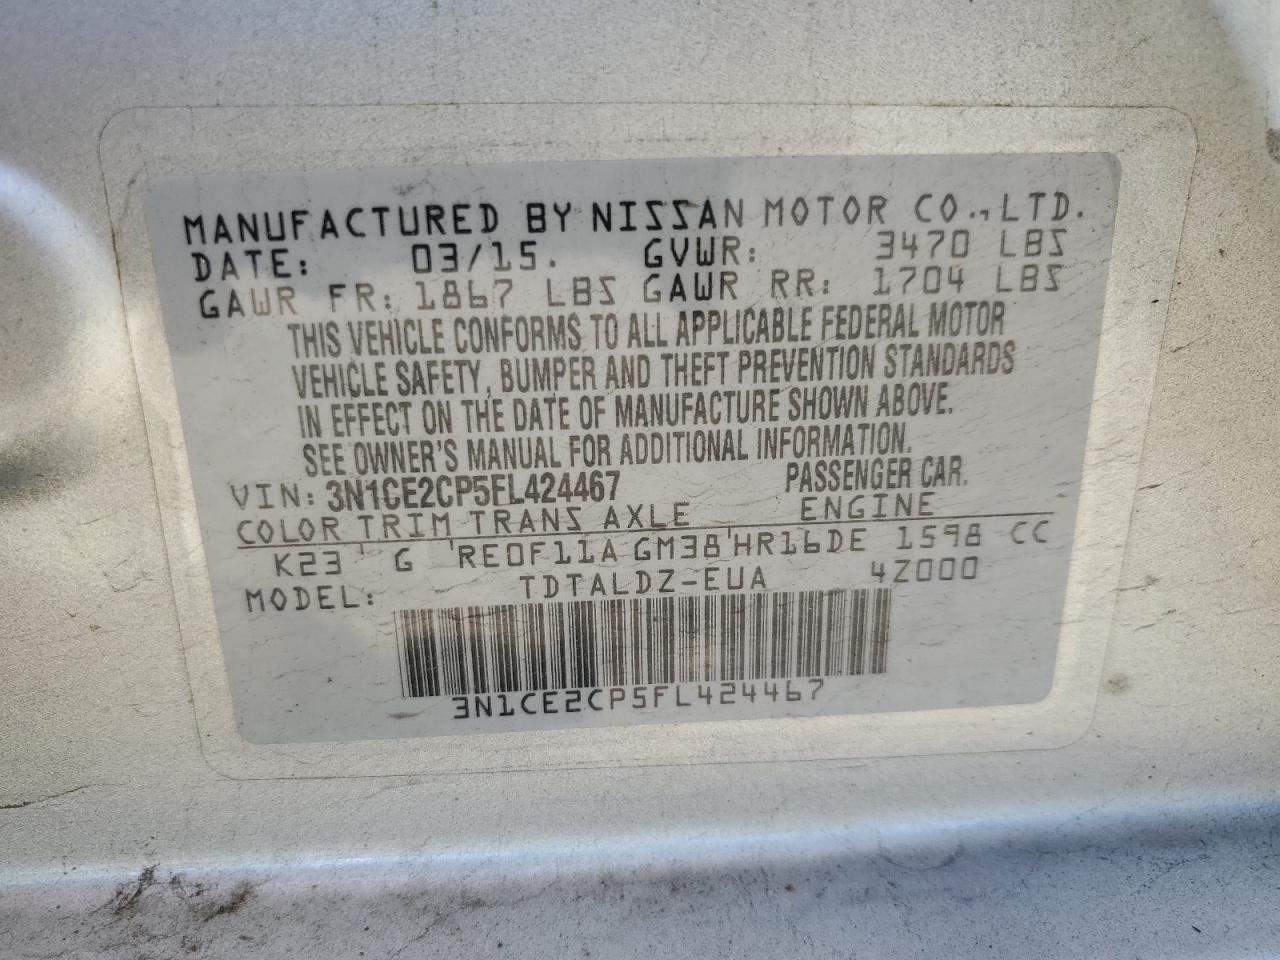 MANUFACTURED BY NISSAN MOTOR CO., LTD.
DATE: 03/15. GVWR: 3470 LBS
GAWR FR: 1867 LBS GAWR RR: 1704 LBS
THIS VEHICLE CONFORMS TO ALL APPLICABLE FEDERAL MOTOR
VEHICLE SAFETY, BUMPER AND THEFT PREVENTION STANDARDS
IN EFFECT ON THE DATE OF MANUFACTURE SHOWN ABOVE.
SEE OWNER'S MANUAL FOR ADDITIONAL INFORMATION.
VIN: 3N1CE2CP5FL424467 PASSENGER CAR.
COLOR TRIM TRANS AXLE ENGINE
K23 ' G 'RE0F11A GM38'HR16DE 1598 CC
MODEL: TDTALDZ-EUA 4Z000
3N1CE2CP5FL424467